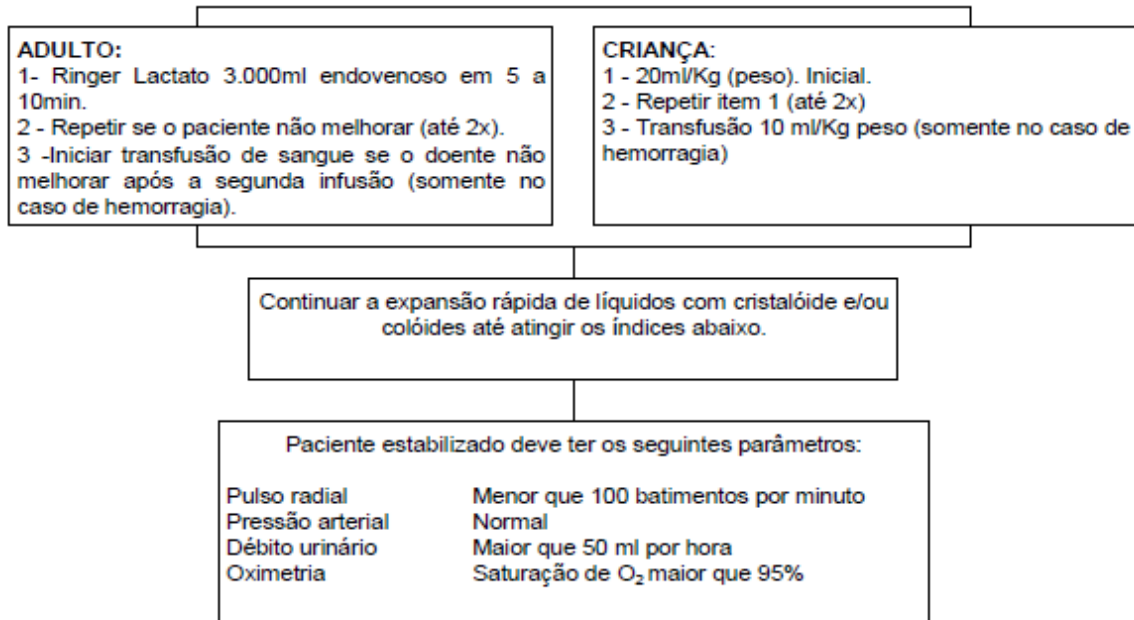 ADULTO:
1- Ringer Lactato 3.000ml endovenoso em 5 a
10min.
2 - Repetir se o paciente não melhorar (até 2x).
3 -Iniciar transfusão de sangue se o doente não
melhorar após a segunda infusão (somente no
caso de hemorragia).
CRIANÇA:
1 - 20ml/Kg (peso). Inicial.
2 - Repetir item 1 (até 2x)
3 - Transfusão 10 ml/Kg peso (somente no caso de
hemorragia)
Continuar a expansão rápida de líquidos com cristalóide e/ou
colóides até atingir os índices abaixo.
Paciente estabilizado deve ter os seguintes parâmetros:
Pulso radial Menor que 100 batimentos por minuto
Pressão arterial Normal
Débito urinário Maior que 50 ml por hora
Oximetria Saturação de O₂ maior que 95%